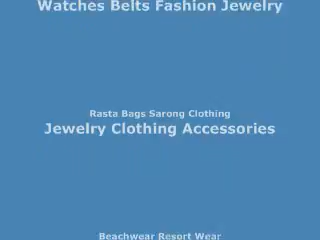 Watches Belts Fashion Jewelry
Rasta Bags Sarong Clothing
Jewelry Clothing Accessories
Beachwear Resort Wear